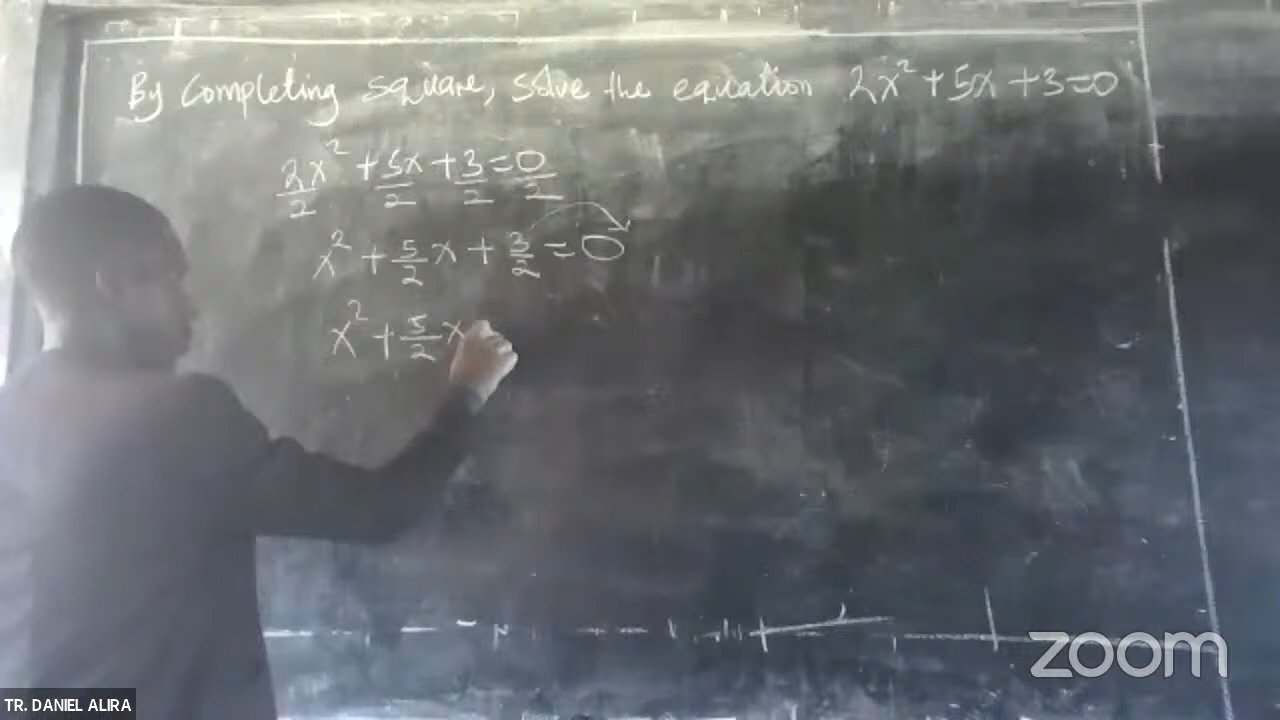 By Completing square, solve the equation 2x² + 5x + 3 = 0
2x²/2 + 5x/2 + 3/2 = 0/2
x² + 5/2 x + 3/2 = 0
x² + 5/2 x
zoom
TR. DANIEL ALIRA